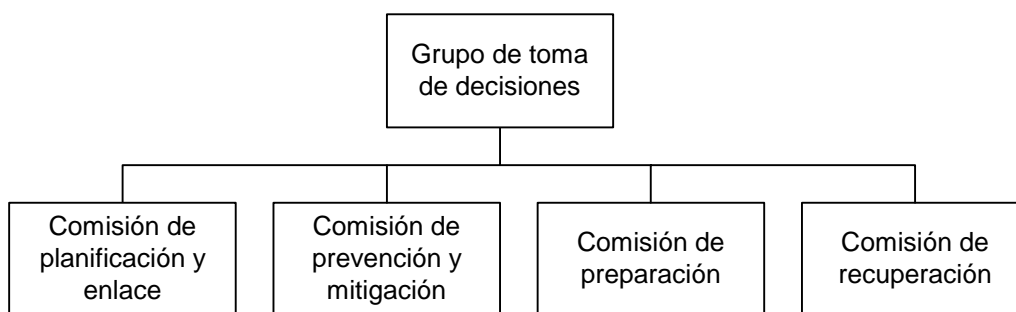 Grupo de toma
de decisiones
Comisión de
planificación y
enlace
Comisión de
prevención y
mitigación
Comisión de
preparación
Comisión de
recuperación